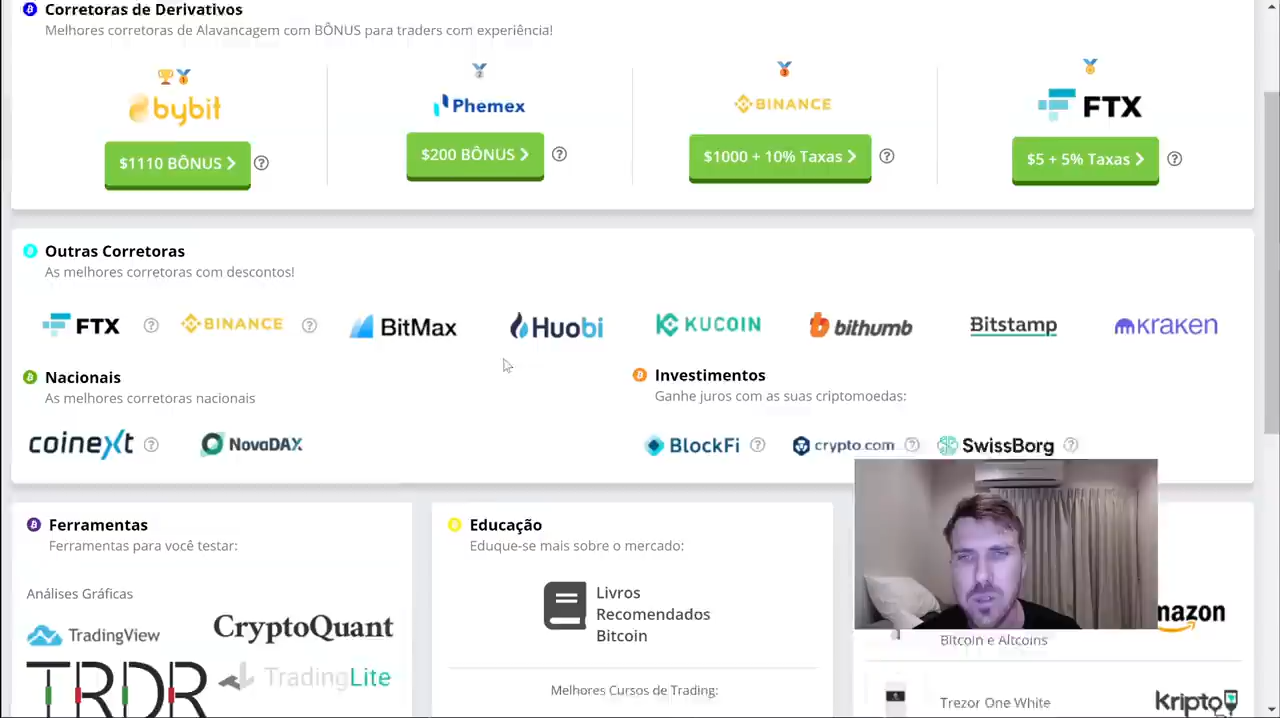 Corretoras de Derivativos
Melhores corretoras de Alavancagem com BÔNUS para traders com experiência!
bybit
Phemex
BINANCE
FTX
$1110 BÔNUS
$200 BÔNUS
$1000 + 10% Taxas
$5 + 5% Taxas
Outras Corretoras
As melhores corretoras com descontos!
FTX
BINANCE
BitMax
Huobi
KUCOIN
bithumb
Bitstamp
kraken
Nacionais
As melhores corretoras nacionais
coinext
NovaDAX
Investimentos
Ganhe juros com as suas criptomoedas:
BlockFi
crypto.com
SwissBorg
Ferramentas
Ferramentas para você testar:
Análises Gráficas
TradingView
CryptoQuant
TRDR
TradingLite
Educação
Eduque-se mais sobre o mercado:
Livros
Recomendados
Bitcoin
Melhores Cursos de Trading:
Bitcoin e Altcoins
Trezor One White
kripto